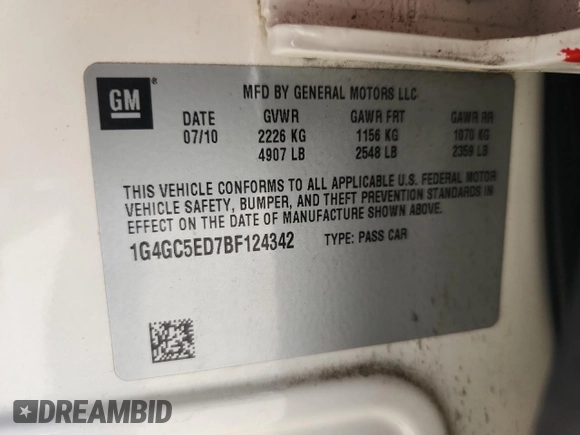 GM
MFD BY GENERAL MOTORS LLC
DATE GVWR GAWR FRT GAWR RR
07/10 2226 KG 1156 KG 1070 KG
4907 LB 2548 LB 2359 LB
THIS VEHICLE CONFORMS TO ALL APPLICABLE U.S. FEDERAL MOTOR
VEHICLE SAFETY, BUMPER, AND THEFT PREVENTION STANDARDS IN
EFFECT ON THE DATE OF MANUFACTURE SHOWN ABOVE.
1G4GC5ED7BF124342 TYPE: PASS CAR
DREAMBID